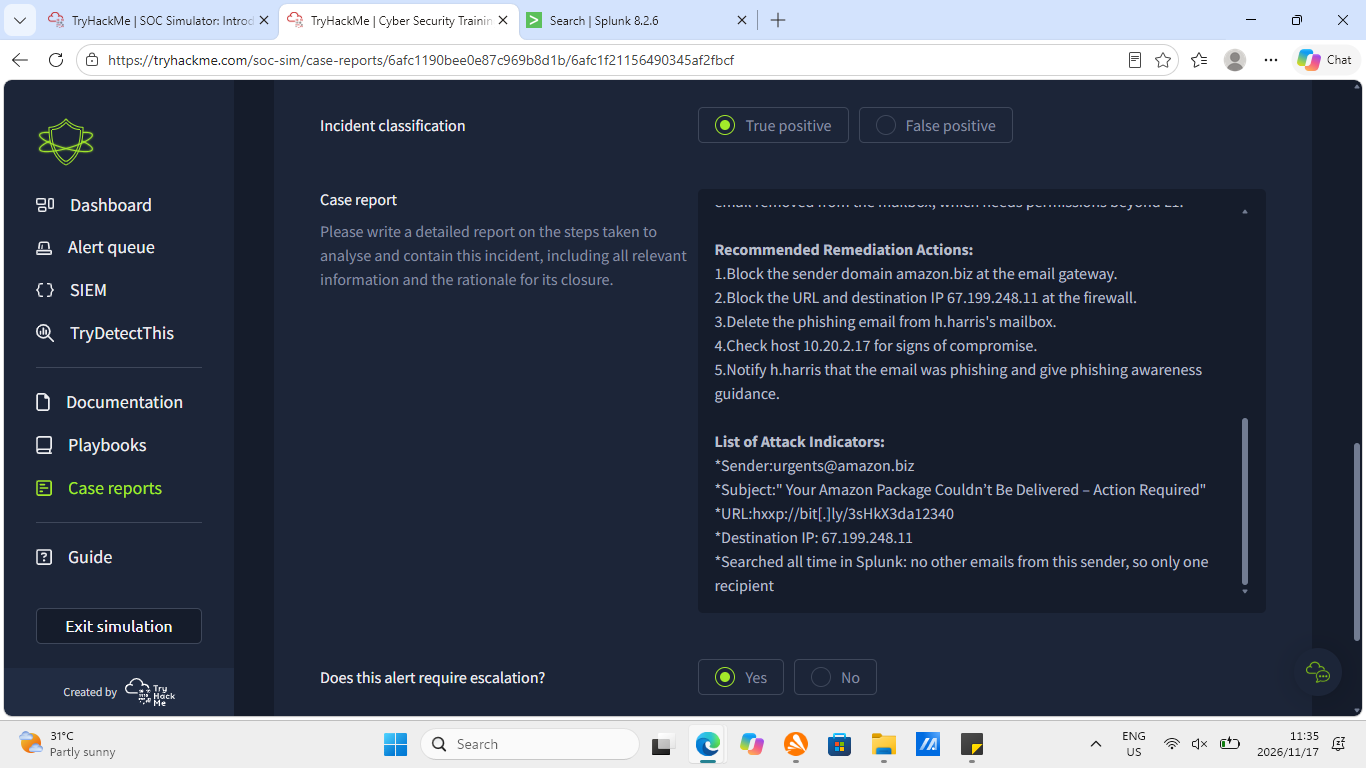 TryHackMe | SOC Simulator: Introd
TryHackMe | Cyber Security Trainin
Search | Splunk 8.2.6
https://tryhackme.com/soc-sim/case-reports/6afc1190bee0e87c969b8d1b/6afc1f21156490345af2fbcf
Chat
Dashboard
Alert queue
SIEM
TryDetectThis
Documentation
Playbooks
Case reports
Guide
Exit simulation
Created by
Try
Hack
Me
Incident classification
True positive
False positive
Case report
Please write a detailed report on the steps taken to
analyse and contain this incident, including all relevant
information and the rationale for its closure.
email removed from the mailbox, which needs permissions beyond L1.
Recommended Remediation Actions:
1.Block the sender domain amazon.biz at the email gateway.
2.Block the URL and destination IP 67.199.248.11 at the firewall.
3.Delete the phishing email from h.harris's mailbox.
4.Check host 10.20.2.17 for signs of compromise.
5.Notify h.harris that the email was phishing and give phishing awareness
guidance.
List of Attack Indicators:
*Sender:urgents@amazon.biz
*Subject:" Your Amazon Package Couldn’t Be Delivered – Action Required"
*URL:hxxp://bit[.]ly/3sHkX3da12340
*Destination IP: 67.199.248.11
*Searched all time in Splunk: no other emails from this sender, so only one
recipient
Does this alert require escalation?
Yes
No
31°C
Partly sunny
Search
ENG
US
11:35
2026/11/17